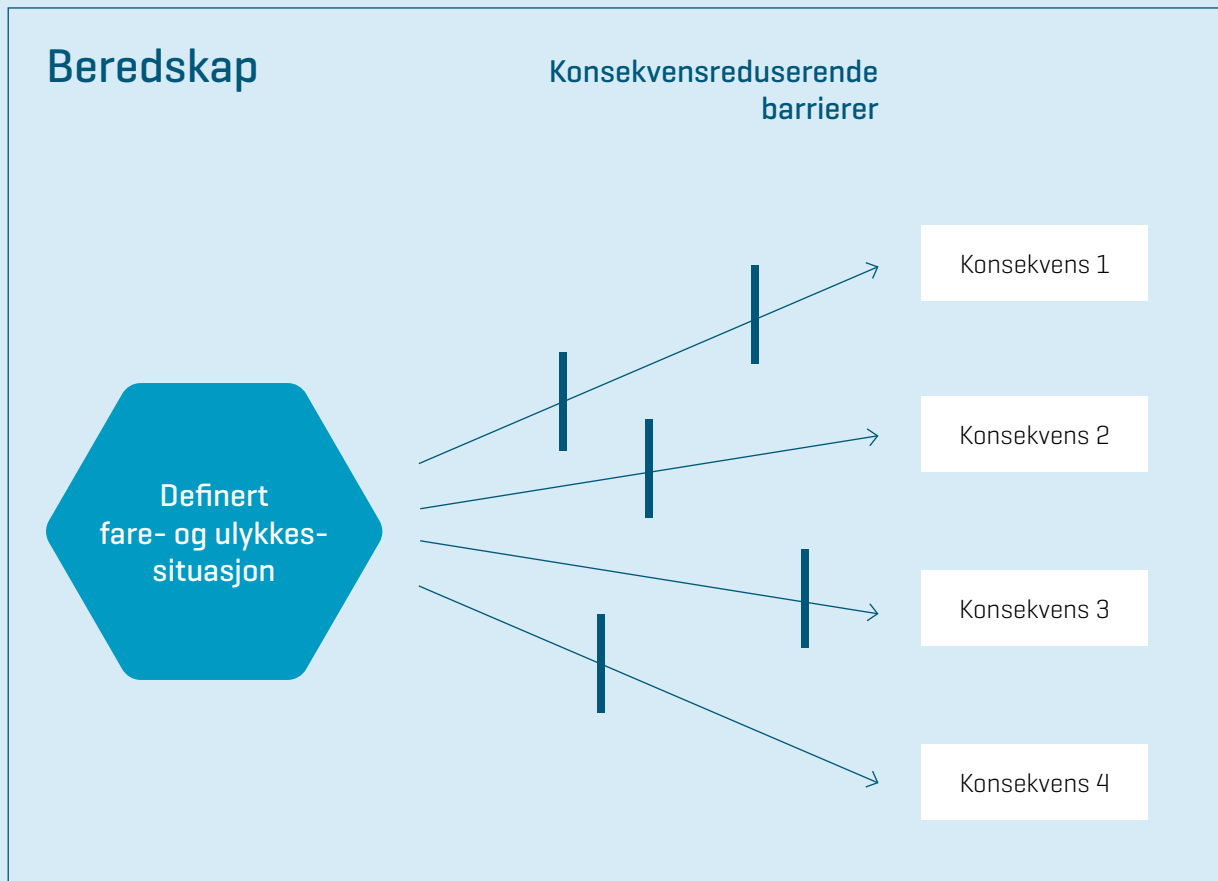 Beredskap
Konsekvensreduserende
barrierer
Definert
fare- og ulykkes-
situasjon
Konsekvens 1
Konsekvens 2
Konsekvens 3
Konsekvens 4